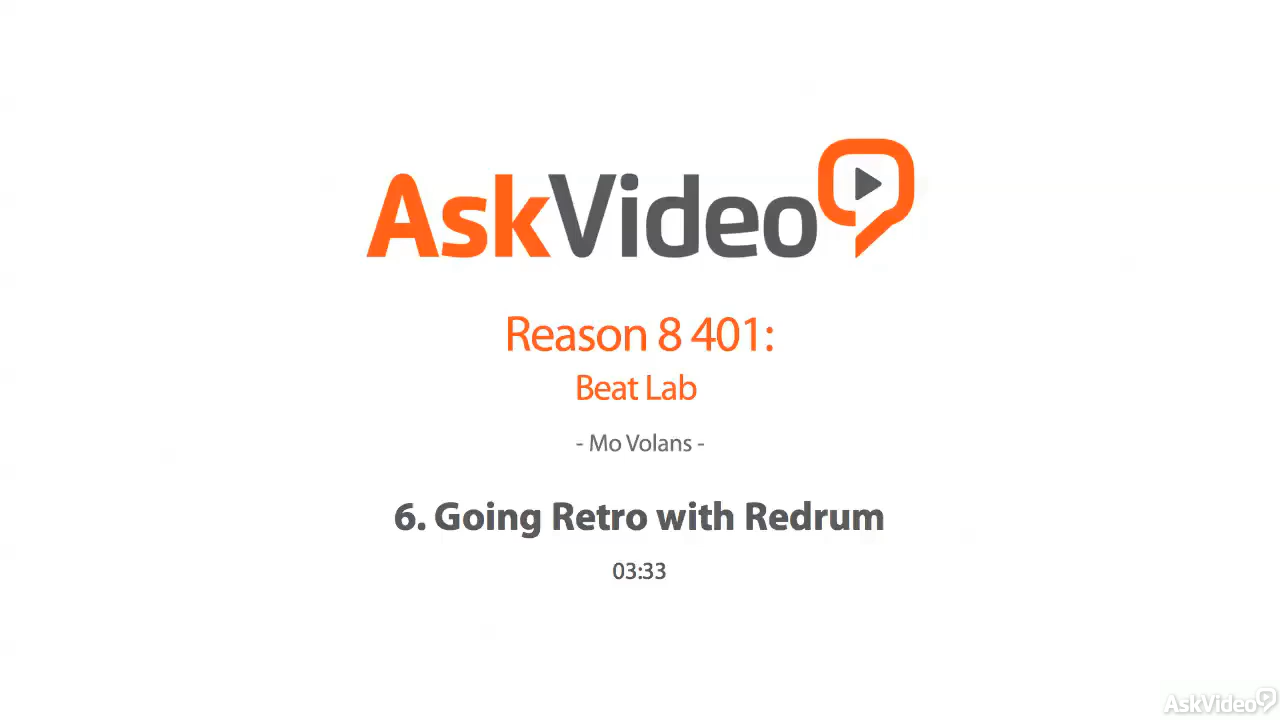 AskVideo
Reason 8 401:
Beat Lab
- Mo Volans -
6. Going Retro with Redrum
03:33
AskVideo